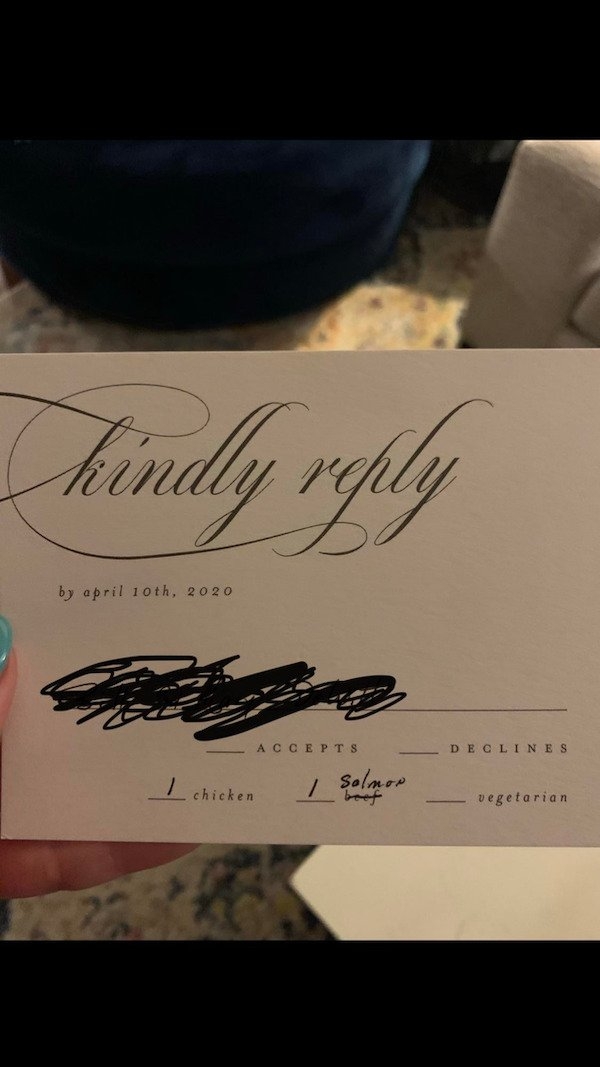 kindly reply
by april 10th, 2020
ACCEPTS DECLINES
Salmon
1 chicken 1 beef vegetarian